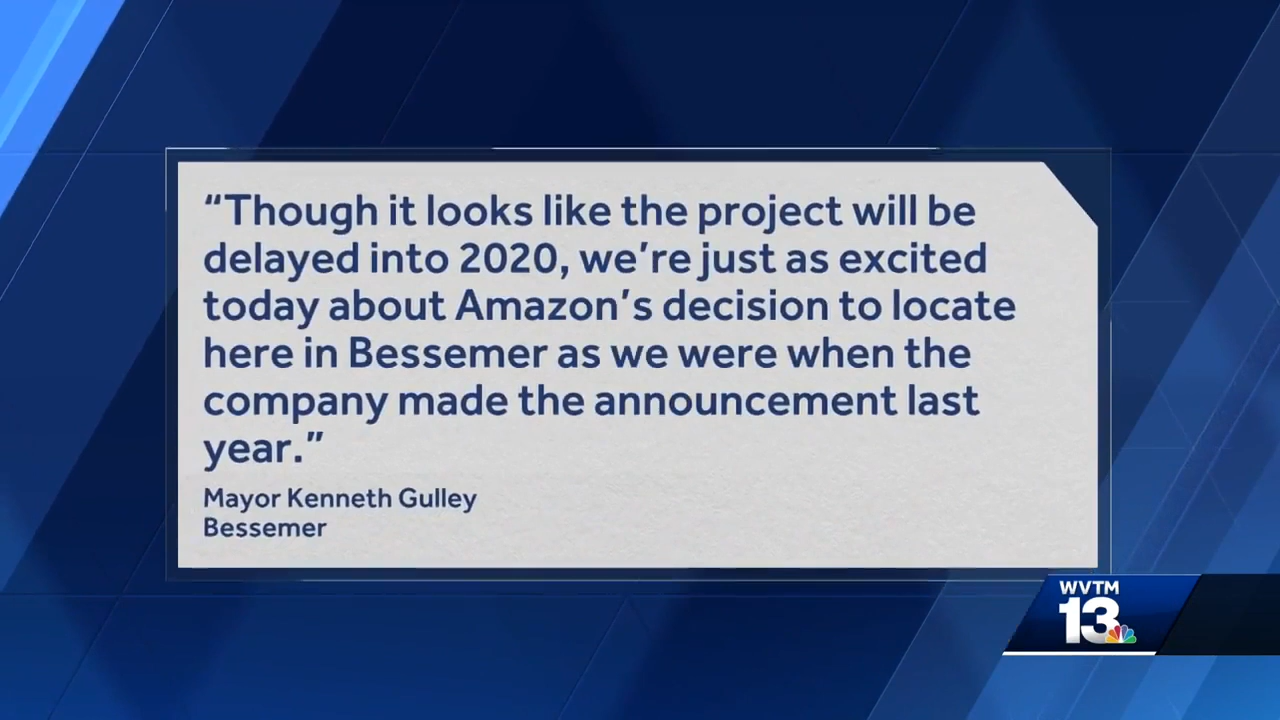 “Though it looks like the project will be
delayed into 2020, we’re just as excited
today about Amazon’s decision to locate
here in Bessemer as we were when the
company made the announcement last
year.”
Mayor Kenneth Gulley
Bessemer
WVTM
13